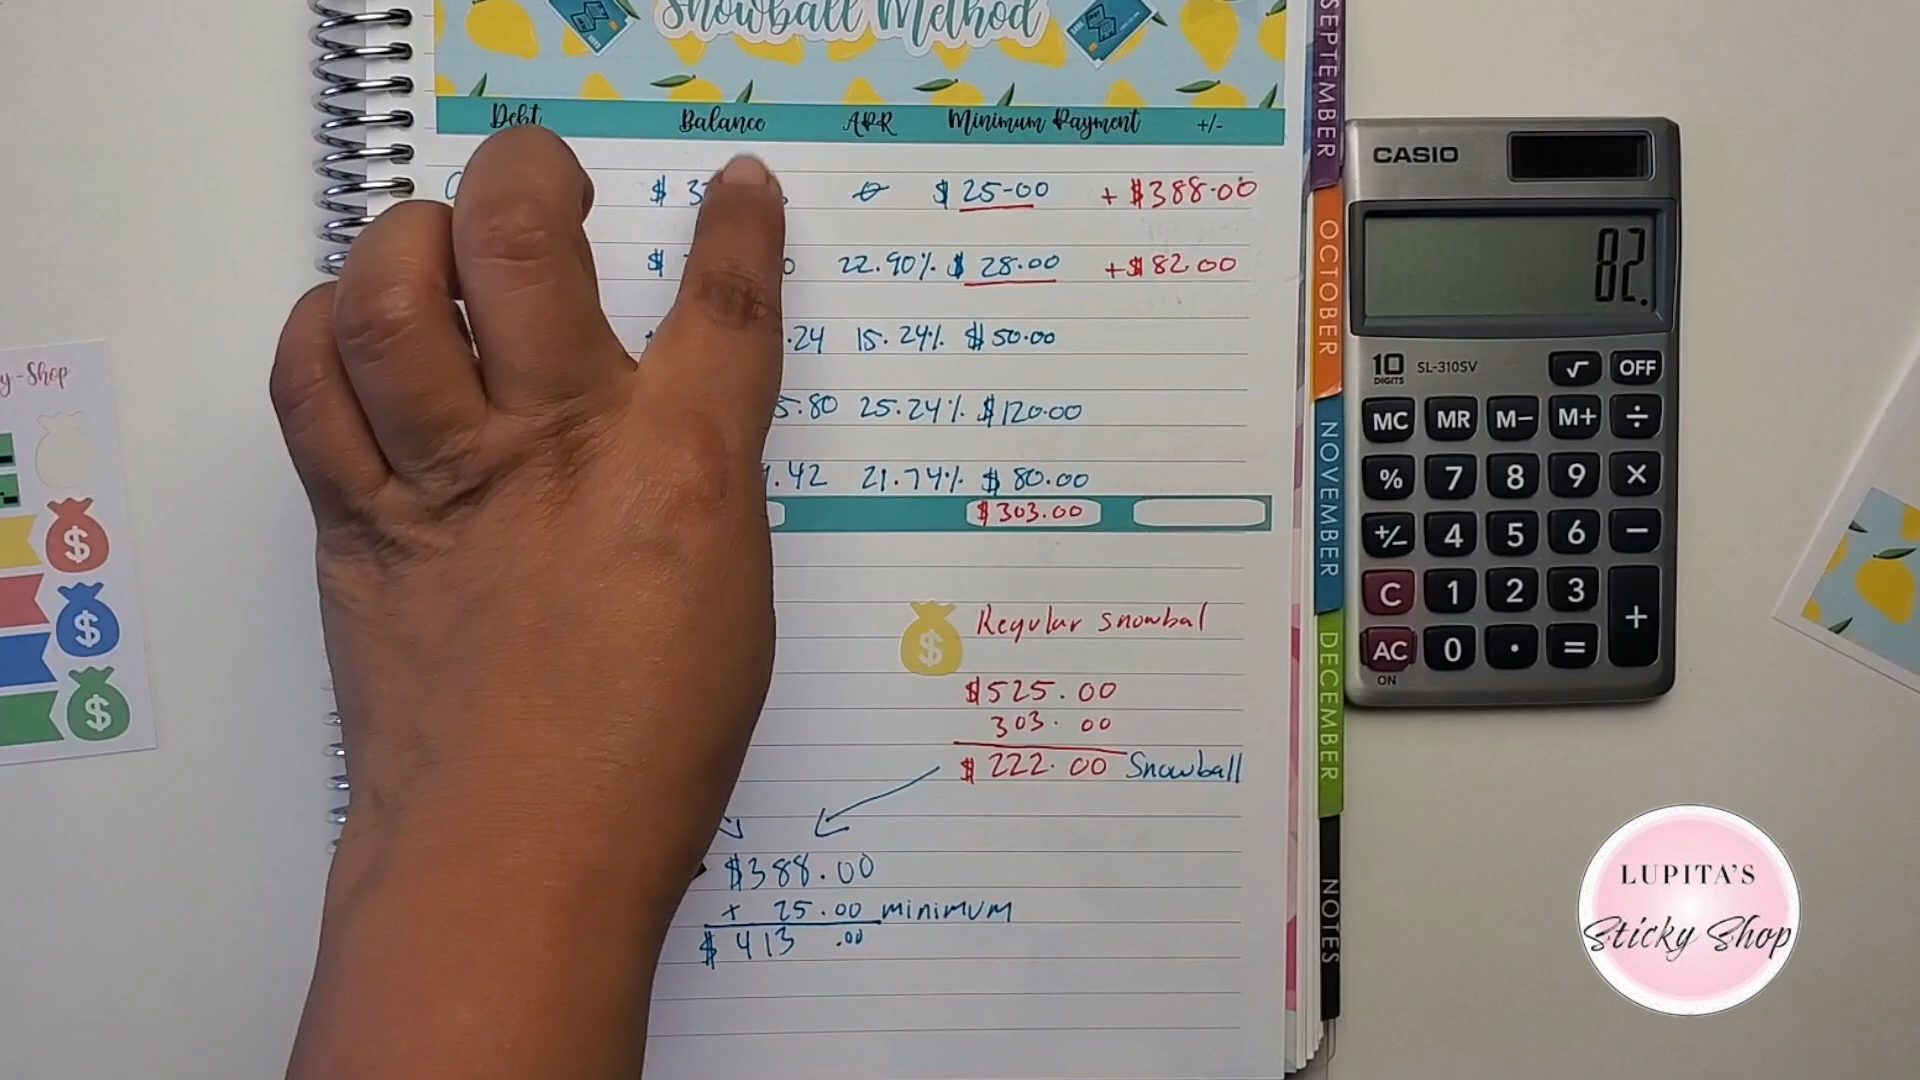 Snowball Method
Debt Balance APR Minimum Payment +/-
$ 3 0 $ 25.00 + $388.00
$ 0 22.90% $ 28.00 + $82.00
.24 15.24% $50.00
5.80 25.24% $120.00
.42 21.74% $ 80.00
$303.00
Regular snowbal
$525.00
303.00
$ 222.00 Snowball
$388.00
+ 25.00 minimum
$ 413 .00
y-Shop
$
$
$
$
SEPTEMBER
OCTOBER
NOVEMBER
DECEMBER
NOTES
CASIO
82.
10 DIGITS SL-310SV √ OFF
MC MR M− M+ ÷
% 7 8 9 ×
+/− 4 5 6 −
C 1 2 3 +
AC 0 . =
ON
LUPITA'S
Sticky Shop